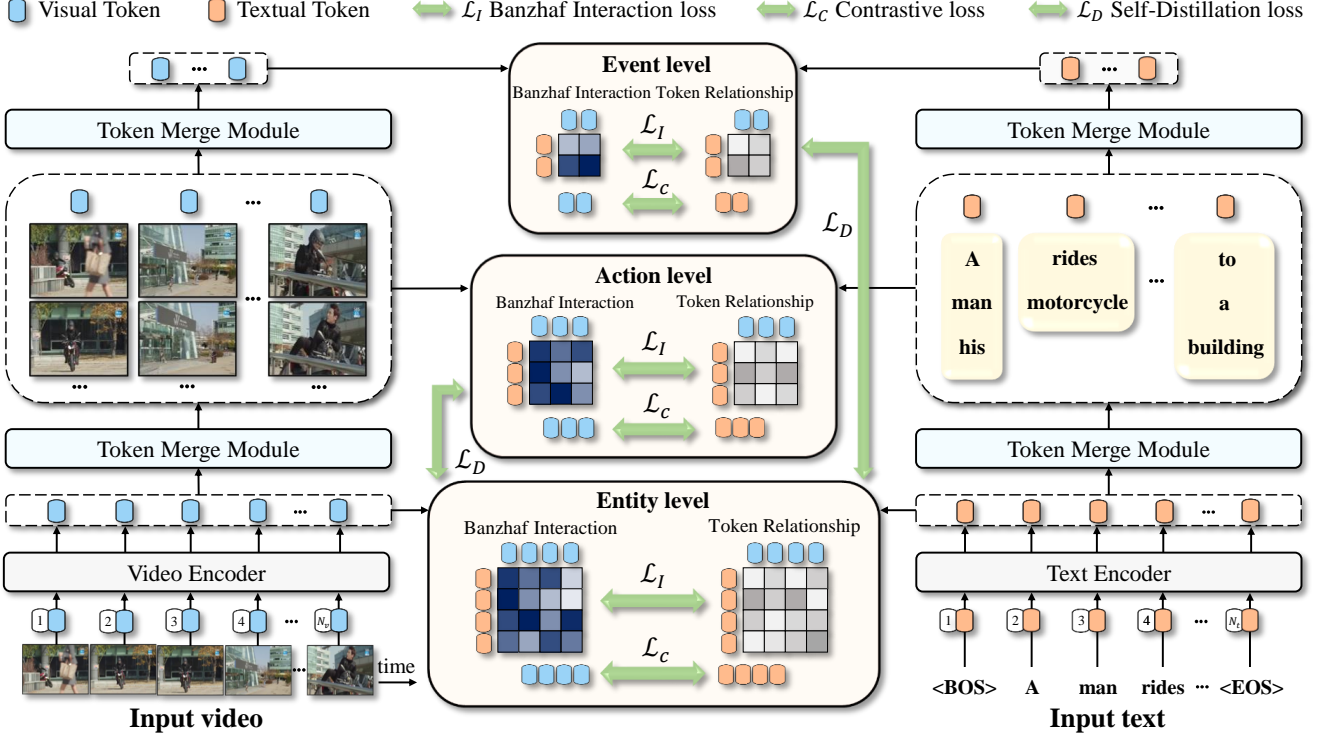 Visual Token
Textual Token
ℒ_I Banzhaf Interaction loss
ℒ_C Contrastive loss
ℒ_D Self-Distillation loss
...
Token Merge Module
...
...
...
...
...
Token Merge Module
...
Video Encoder
1
2
3
4
...
N_v
...
time
Input video
Event level
Banzhaf Interaction
Token Relationship
ℒ_I
ℒ_C
ℒ_D
Action level
Banzhaf Interaction
Token Relationship
ℒ_I
ℒ_C
ℒ_D
Entity level
Banzhaf Interaction
Token Relationship
ℒ_I
ℒ_C
...
Token Merge Module
...
A
man
his
rides
motorcycle
...
to
a
building
Token Merge Module
...
Text Encoder
1
2
3
4
...
N_t
<BOS> A man rides ... <EOS>
Input text